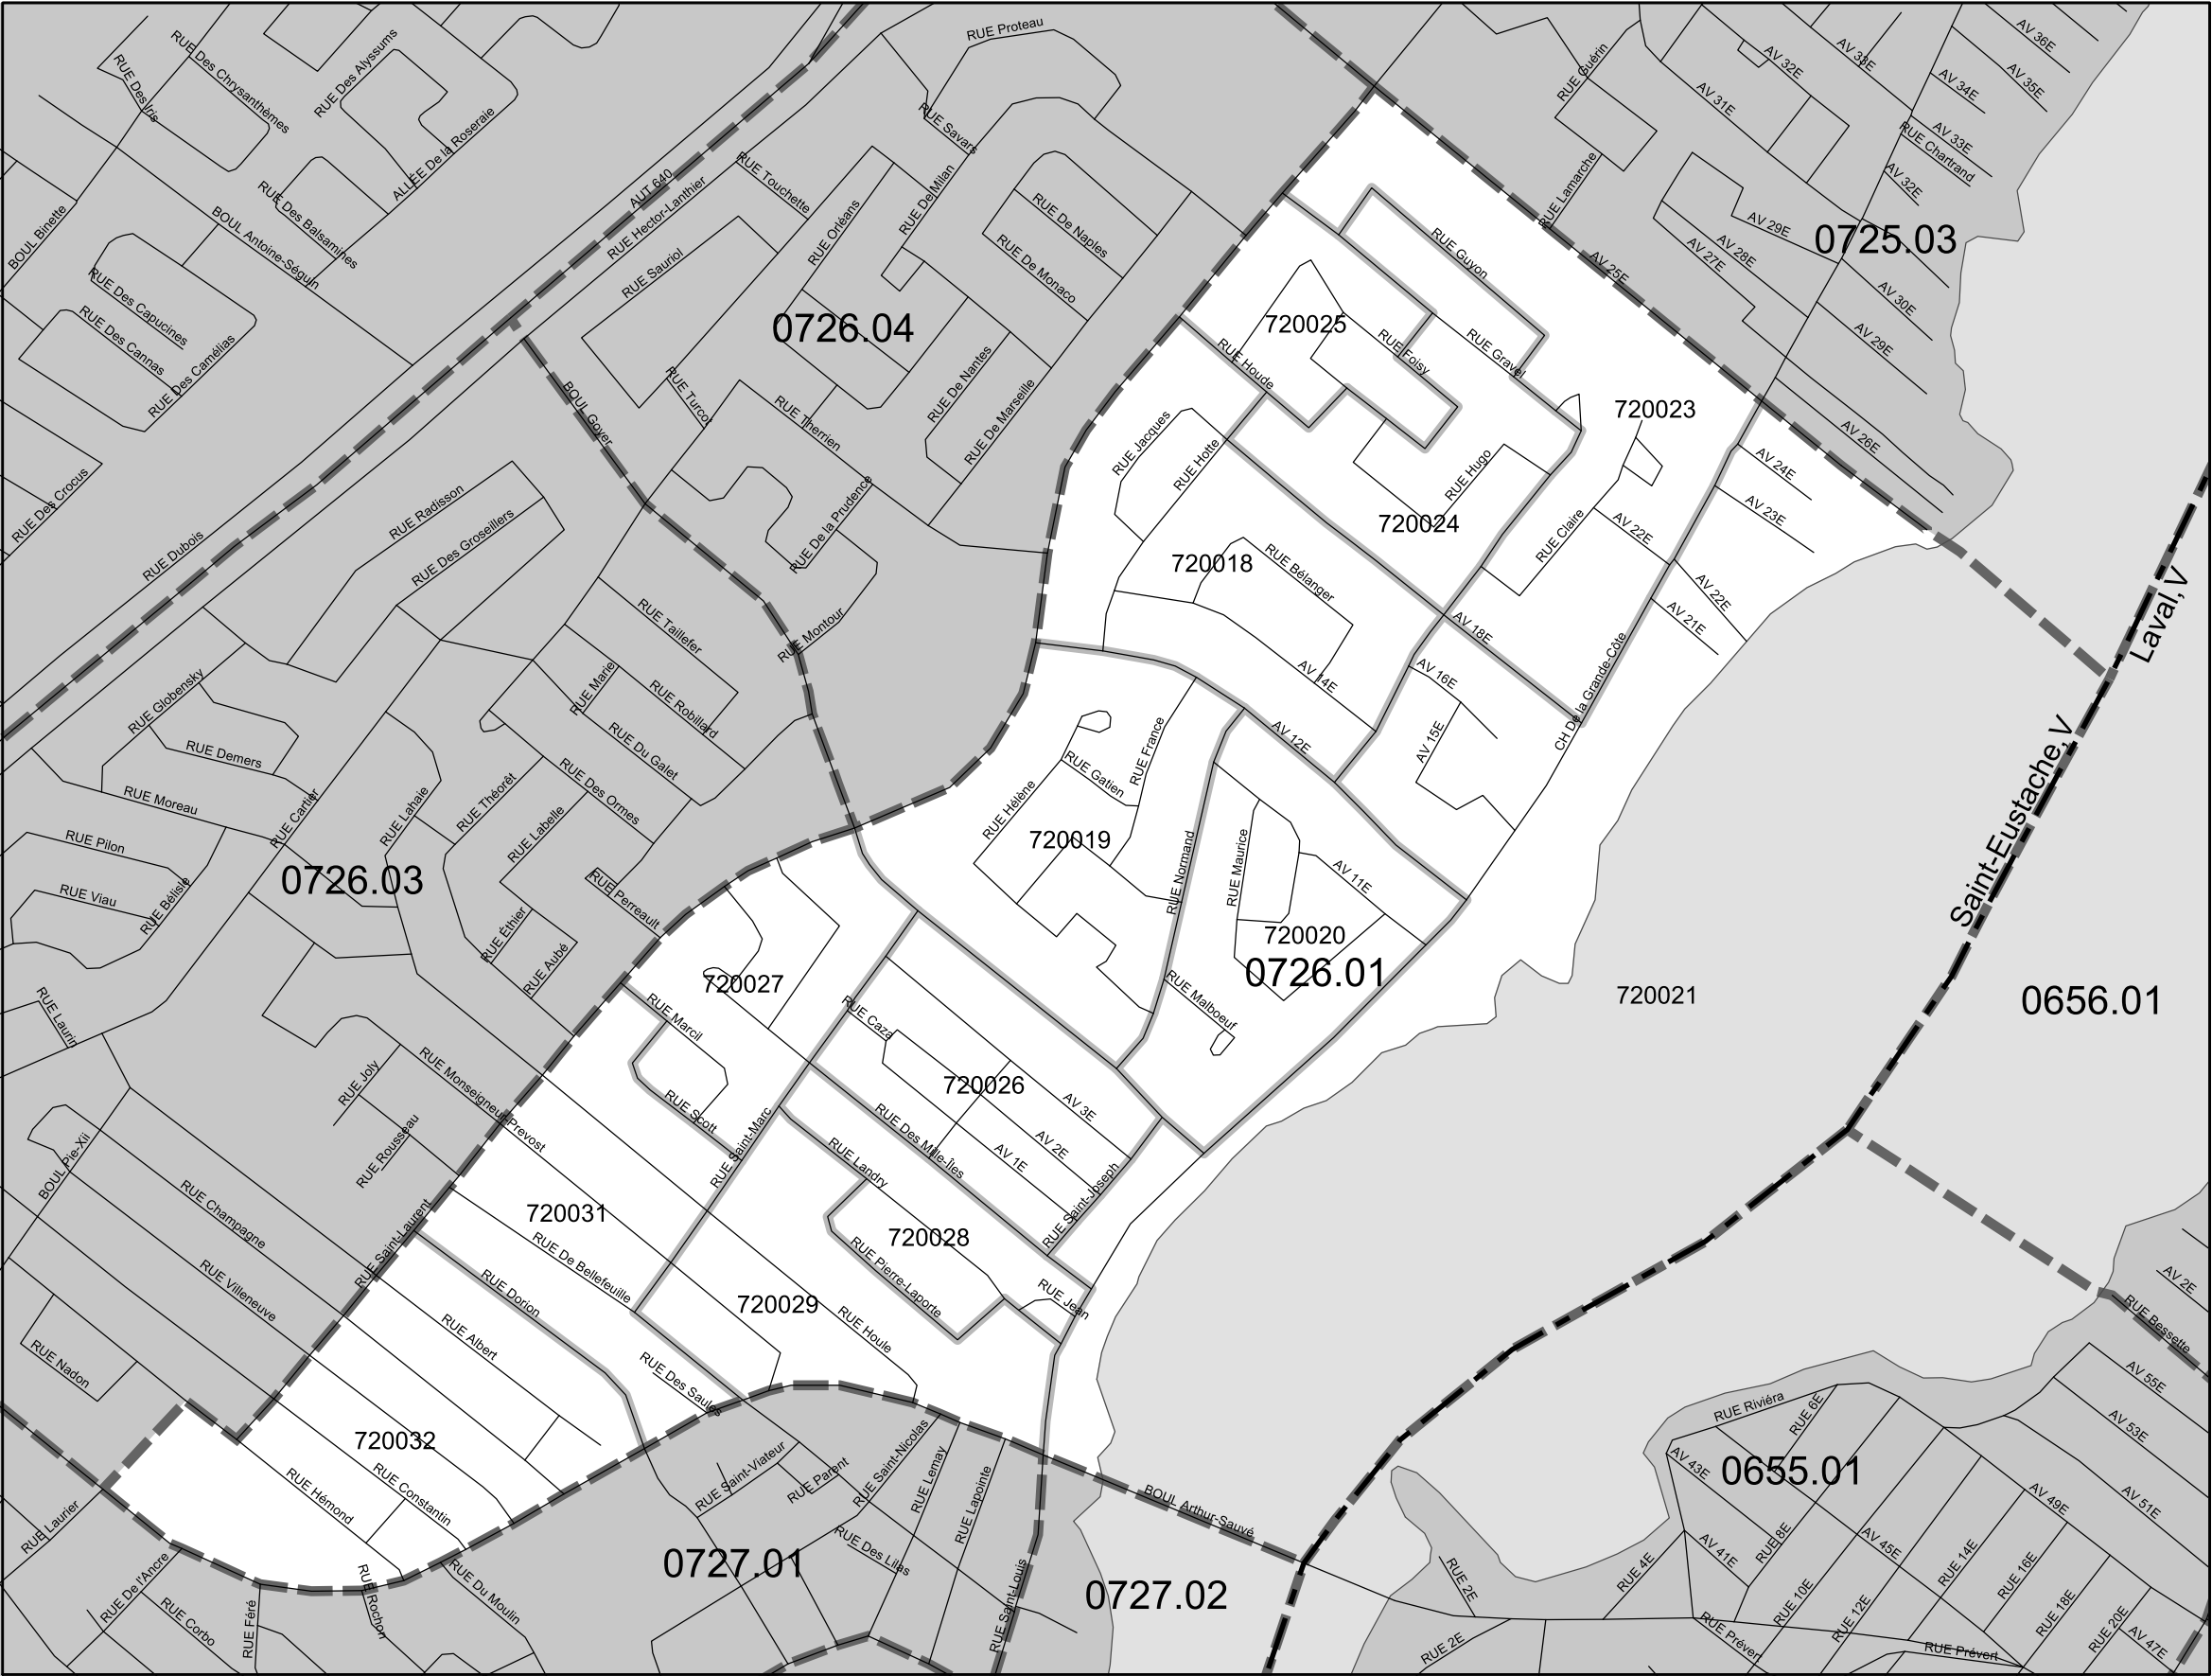 RUE Proteau
AV 36E
RUE Des Chrysanthèmes
RUE Des Alyssums
RUE Des Iris
RUE Guérin
AV 32E
AV 33E
AV 35E
AV 34E
AV 31E
RUE Savars
ALLÉE De la Roseraie
AV 33E
RUE Chartrand
RUE Touchette
AUT 640
RUE Hector-Lanthier
RUE De Milan
RUE Lamarche
AV 32E
BOUL Binette
RUE Des Balsamines
BOUL Antoine-Séguin
RUE Orléans
RUE De Naples
RUE De Monaco
RUE Guyon
AV 29E
0725.03
AV 28E
AV 27E
RUE Sauriol
AV 25E
AV 30E
RUE Des Capucines
RUE Des Cannas
RUE Des Camélias
0726.04
720025
RUE Foisy
RUE Gravel
AV 29E
RUE Houde
RUE De Nantes
RUE De Marseille
BOUL Goyer
RUE Turcot
RUE Therrien
720023
RUE Jacques
RUE Hotte
AV 26E
AV 24E
RUE Hugo
AV 23E
RUE Des Crocus
RUE Radisson
RUE Des Groseillers
RUE De la Prudence
720024
RUE Claire
AV 22E
RUE Dubois
720018
RUE Bélanger
AV 22E
AV 21E
Laval, V
RUE Taillefer
RUE Montour
AV 18E
CH De la Grande-Côte
RUE Globensky
RUE Marie
RUE Robillard
AV 14E
AV 16E
AV 15E
RUE Demers
RUE Du Galet
RUE Des Ormes
AV 12E
RUE France
RUE Gatien
Saint-Eustache, V
RUE Moreau
RUE Cartier
RUE Lahaie
RUE Théorêt
RUE Labelle
RUE Hélène
720019
RUE Pilon
RUE Viau
RUE Bélisle
0726.03
RUE Perreault
RUE Normand
RUE Maurice
AV 11E
RUE Éthier
RUE Aubé
720020
0726.01
720027
720021
0656.01
RUE Laurin
RUE Marcil
RUE Caza
RUE Malboeuf
RUE Joly
RUE Monseigneur-Prevost
720026
AV 3E
RUE Scott
RUE Rousseau
RUE Saint-Marc
RUE Des Mille-Îles
AV 2E
AV 1E
BOUL Pie-Xii
RUE Landry
RUE Saint-Joseph
RUE Champagne
RUE Saint-Laurent
720031
720028
RUE De Bellefeuille
RUE Pierre-Laporte
RUE Villeneuve
RUE Dorion
720029
RUE Jean
AV 2E
RUE Bessette
RUE Houle
RUE Albert
RUE Nadon
RUE Des Saules
AV 55E
RUE Riviéra
RUE 6E
AV 53E
720032
RUE Saint-Viateur
RUE Parent
RUE Saint-Nicolas
RUE Lemay
RUE Lapointe
AV 43E
0655.01
RUE Hémond
RUE Constantin
BOUL Arthur-Sauvé
AV 49E
AV 51E
RUE Laurier
RUE De l'Ancre
RUE Rochon
RUE Du Moulin
0727.01
RUE Des Lilas
0727.02
RUE 2E
RUE 4E
AV 41E
RUE 8E
AV 45E
RUE 14E
RUE 16E
RUE Corbo
RUE Féré
RUE Saint-Louis
RUE 10E
RUE 12E
RUE 18E
RUE 20E
AV 47E
RUE 2E
RUE Préver
RUE Prévert